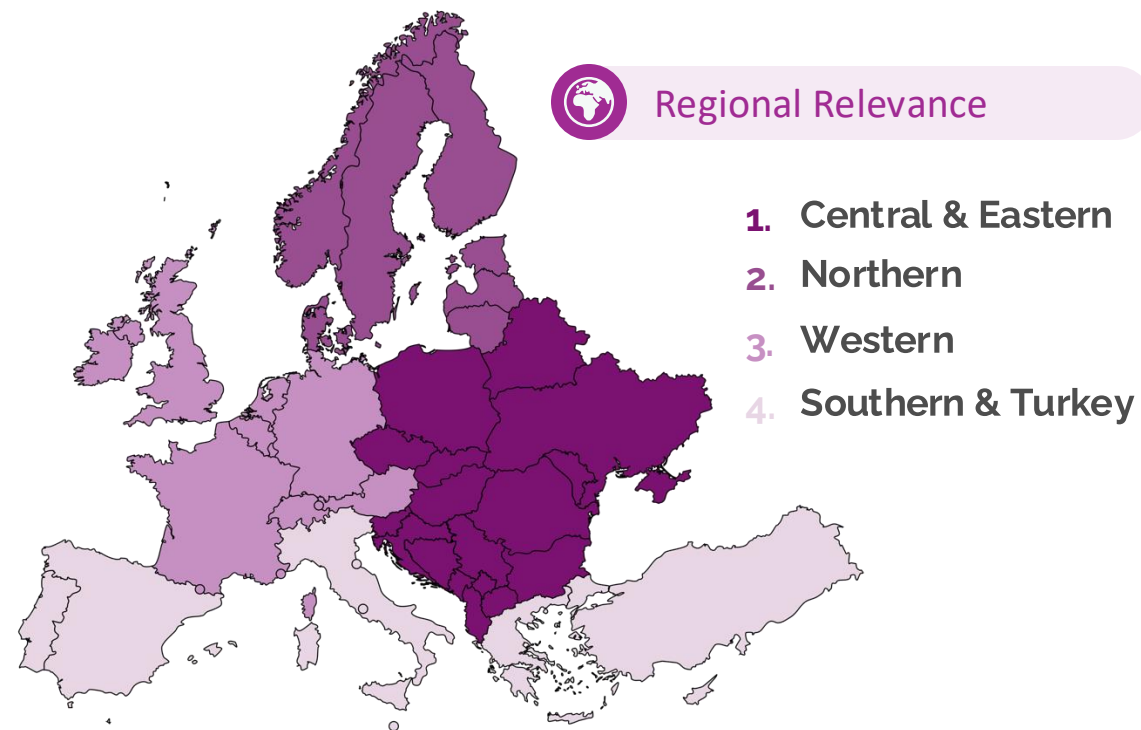 Regional Relevance
1. Central & Eastern
2. Northern
3. Western
4. Southern & Turkey